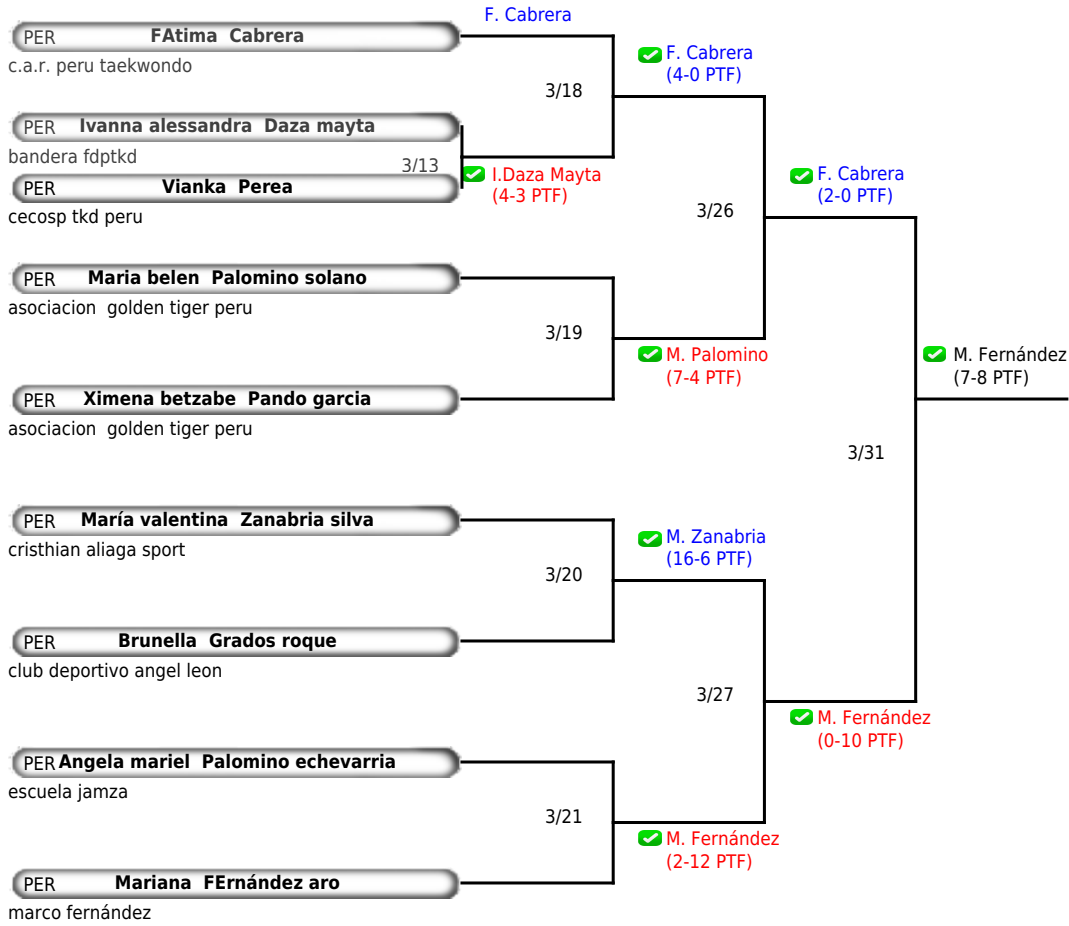 F. Cabrera
PER FAtima Cabrera
c.a.r. peru taekwondo
F. Cabrera
(4-0 PTF)
3/18
PER Ivanna alessandra Daza mayta
bandera fdptkd
3/13
I.Daza Mayta
(4-3 PTF)
PER Vianka Perea
cecosp tkd peru
F. Cabrera
(2-0 PTF)
3/26
PER Maria belen Palomino solano
asociacion golden tiger peru
3/19
M. Palomino
(7-4 PTF)
M. Fernández
(7-8 PTF)
PER Ximena betzabe Pando garcia
asociacion golden tiger peru
3/31
PER María valentina Zanabria silva
cristhian aliaga sport
M. Zanabria
(16-6 PTF)
3/20
PER Brunella Grados roque
club deportivo angel leon
3/27
M. Fernández
(0-10 PTF)
PER Angela mariel Palomino echevarria
escuela jamza
3/21
M. Fernández
(2-12 PTF)
PER Mariana FErnández aro
marco fernández